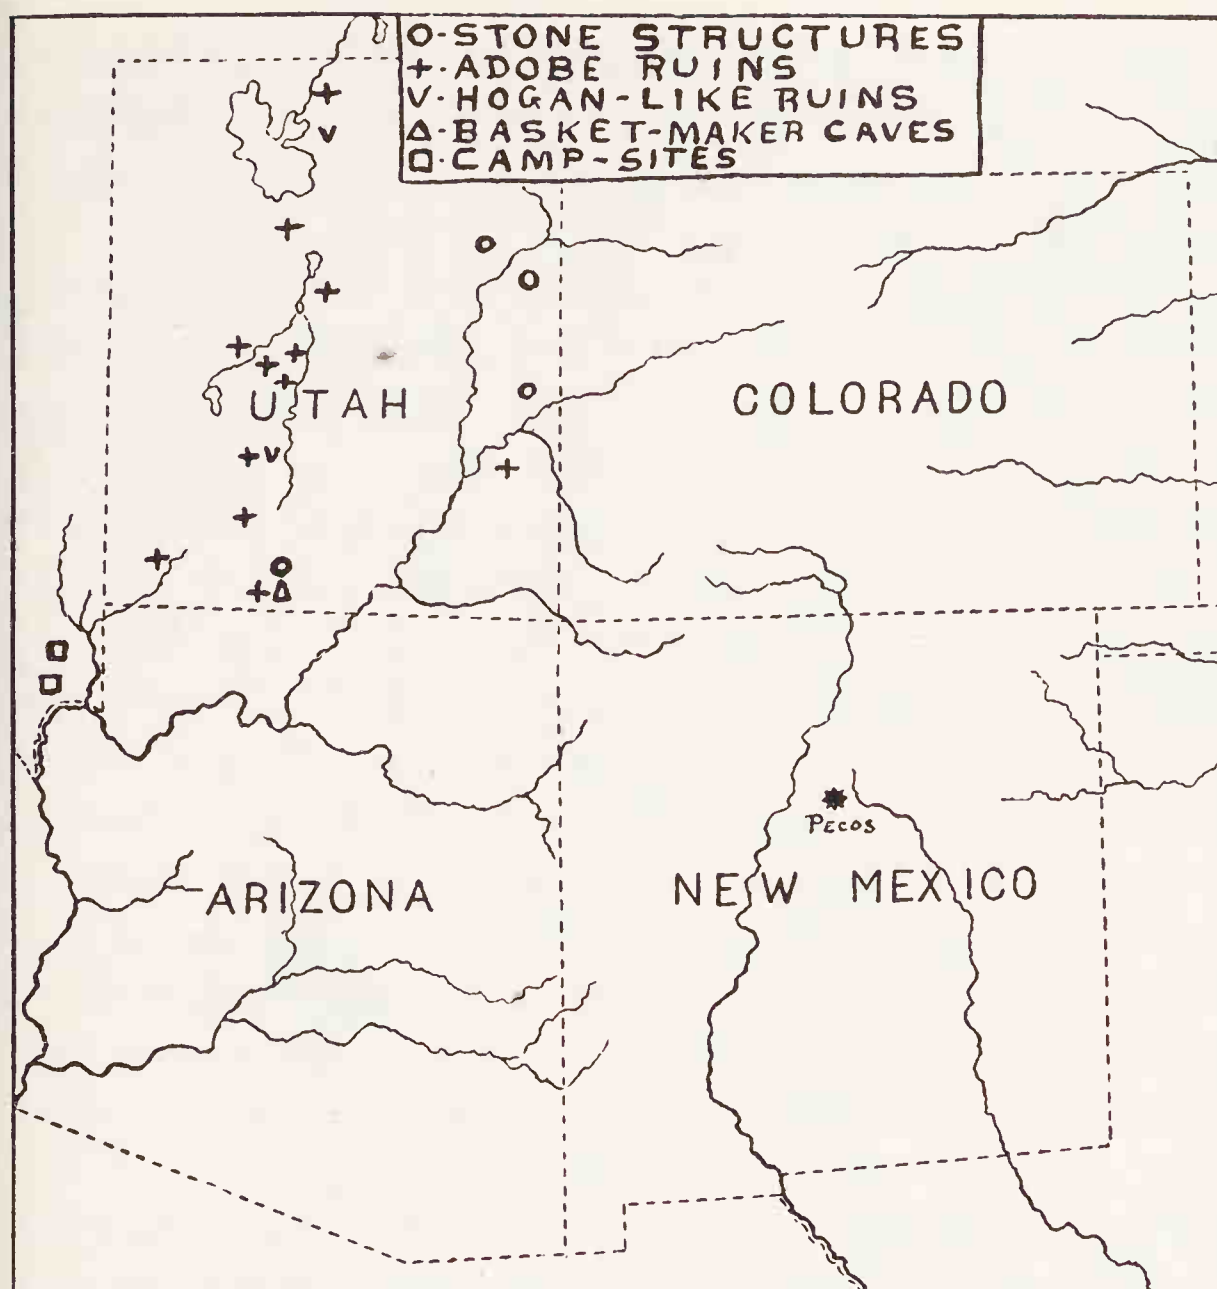 O-STONE STRUCTURES
+-ADOBE RUINS
V-HOGAN-LIKE RUINS
Δ-BASKET-MAKER CAVES
□-CAMP-SITES
UTAH
COLORADO
PECOS
ARIZONA
NEW MEXICO